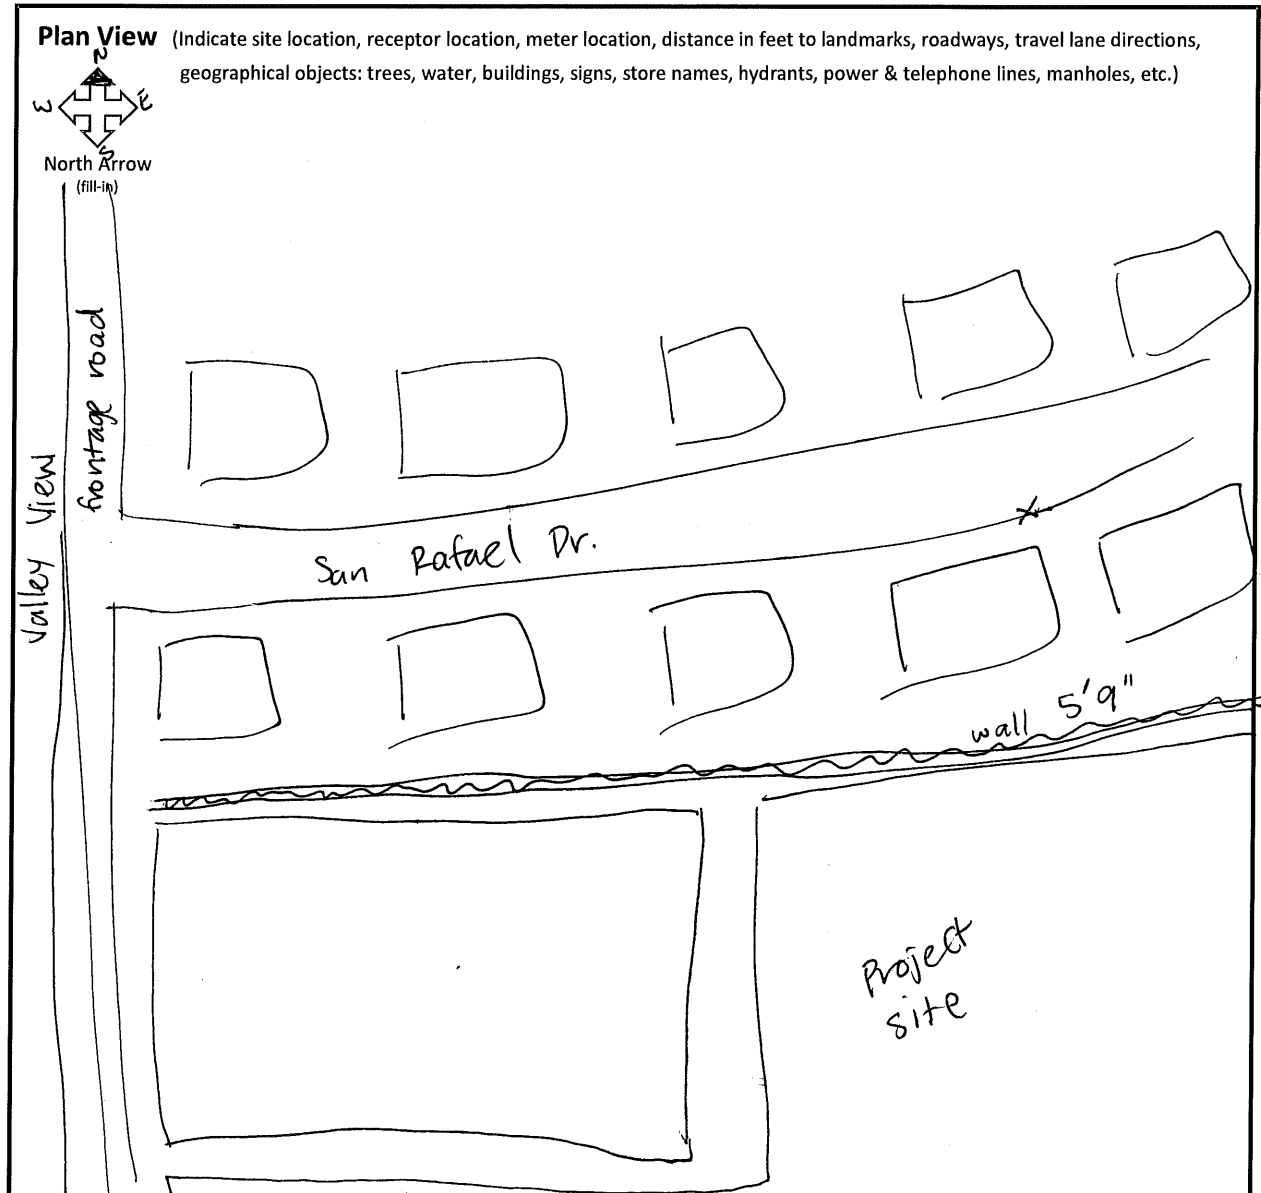 Plan View (Indicate site location, receptor location, meter location, distance in feet to landmarks, roadways, travel lane directions,
geographical objects: trees, water, buildings, signs, store names, hydrants, power & telephone lines, manholes, etc.)
N
W
E
S
North Arrow
(fill-in)
frontage road
Valley View
San Rafael Dr.
X
wall 5'9"
Project
site